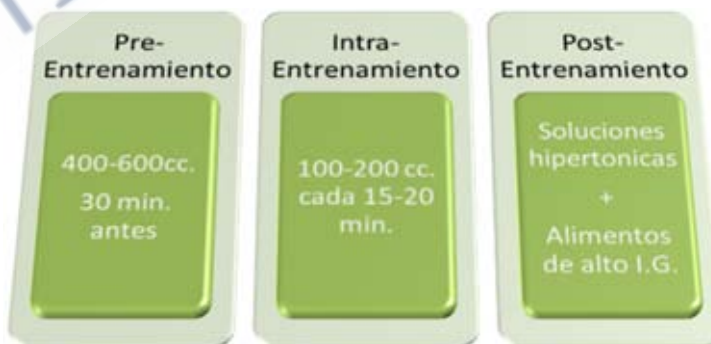 Pre-
Entrenamiento
400-600cc.
30 min.
antes
Intra-
Entrenamiento
100-200 cc.
cada 15-20
min.
Post-
Entrenamiento
Soluciones
hipertonicas
+
Alimentos
de alto I.G.